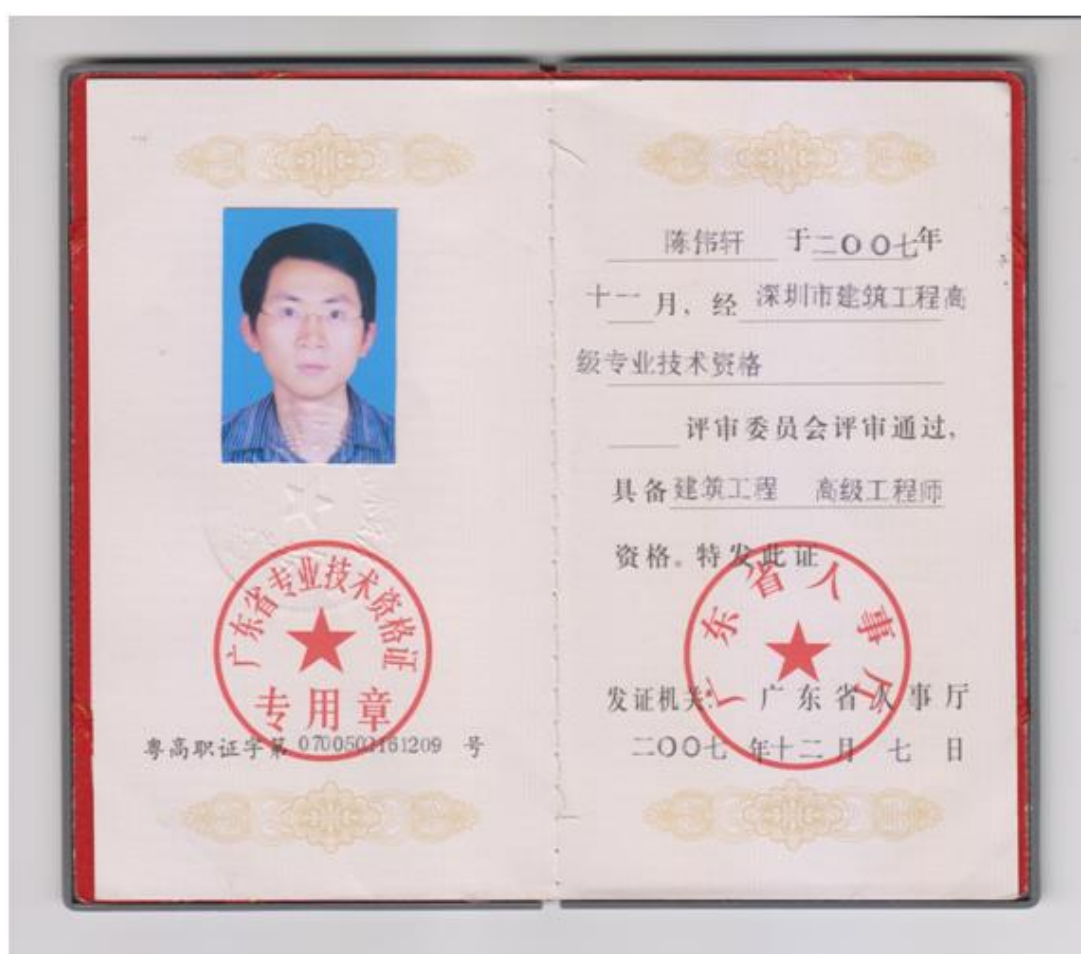 广东省专业技术资格证
专用章
粤高职证字第 0700502161209 号
陈伟轩 于二〇〇七年
十一月、经 深圳市建筑工程高
级专业技术资格
评审委员会评审通过,
具备 建筑工程 高级工程师
资格。特发此证
广东省人事厅
发证机关: 广东省人事厅
二〇〇七年十二月七日